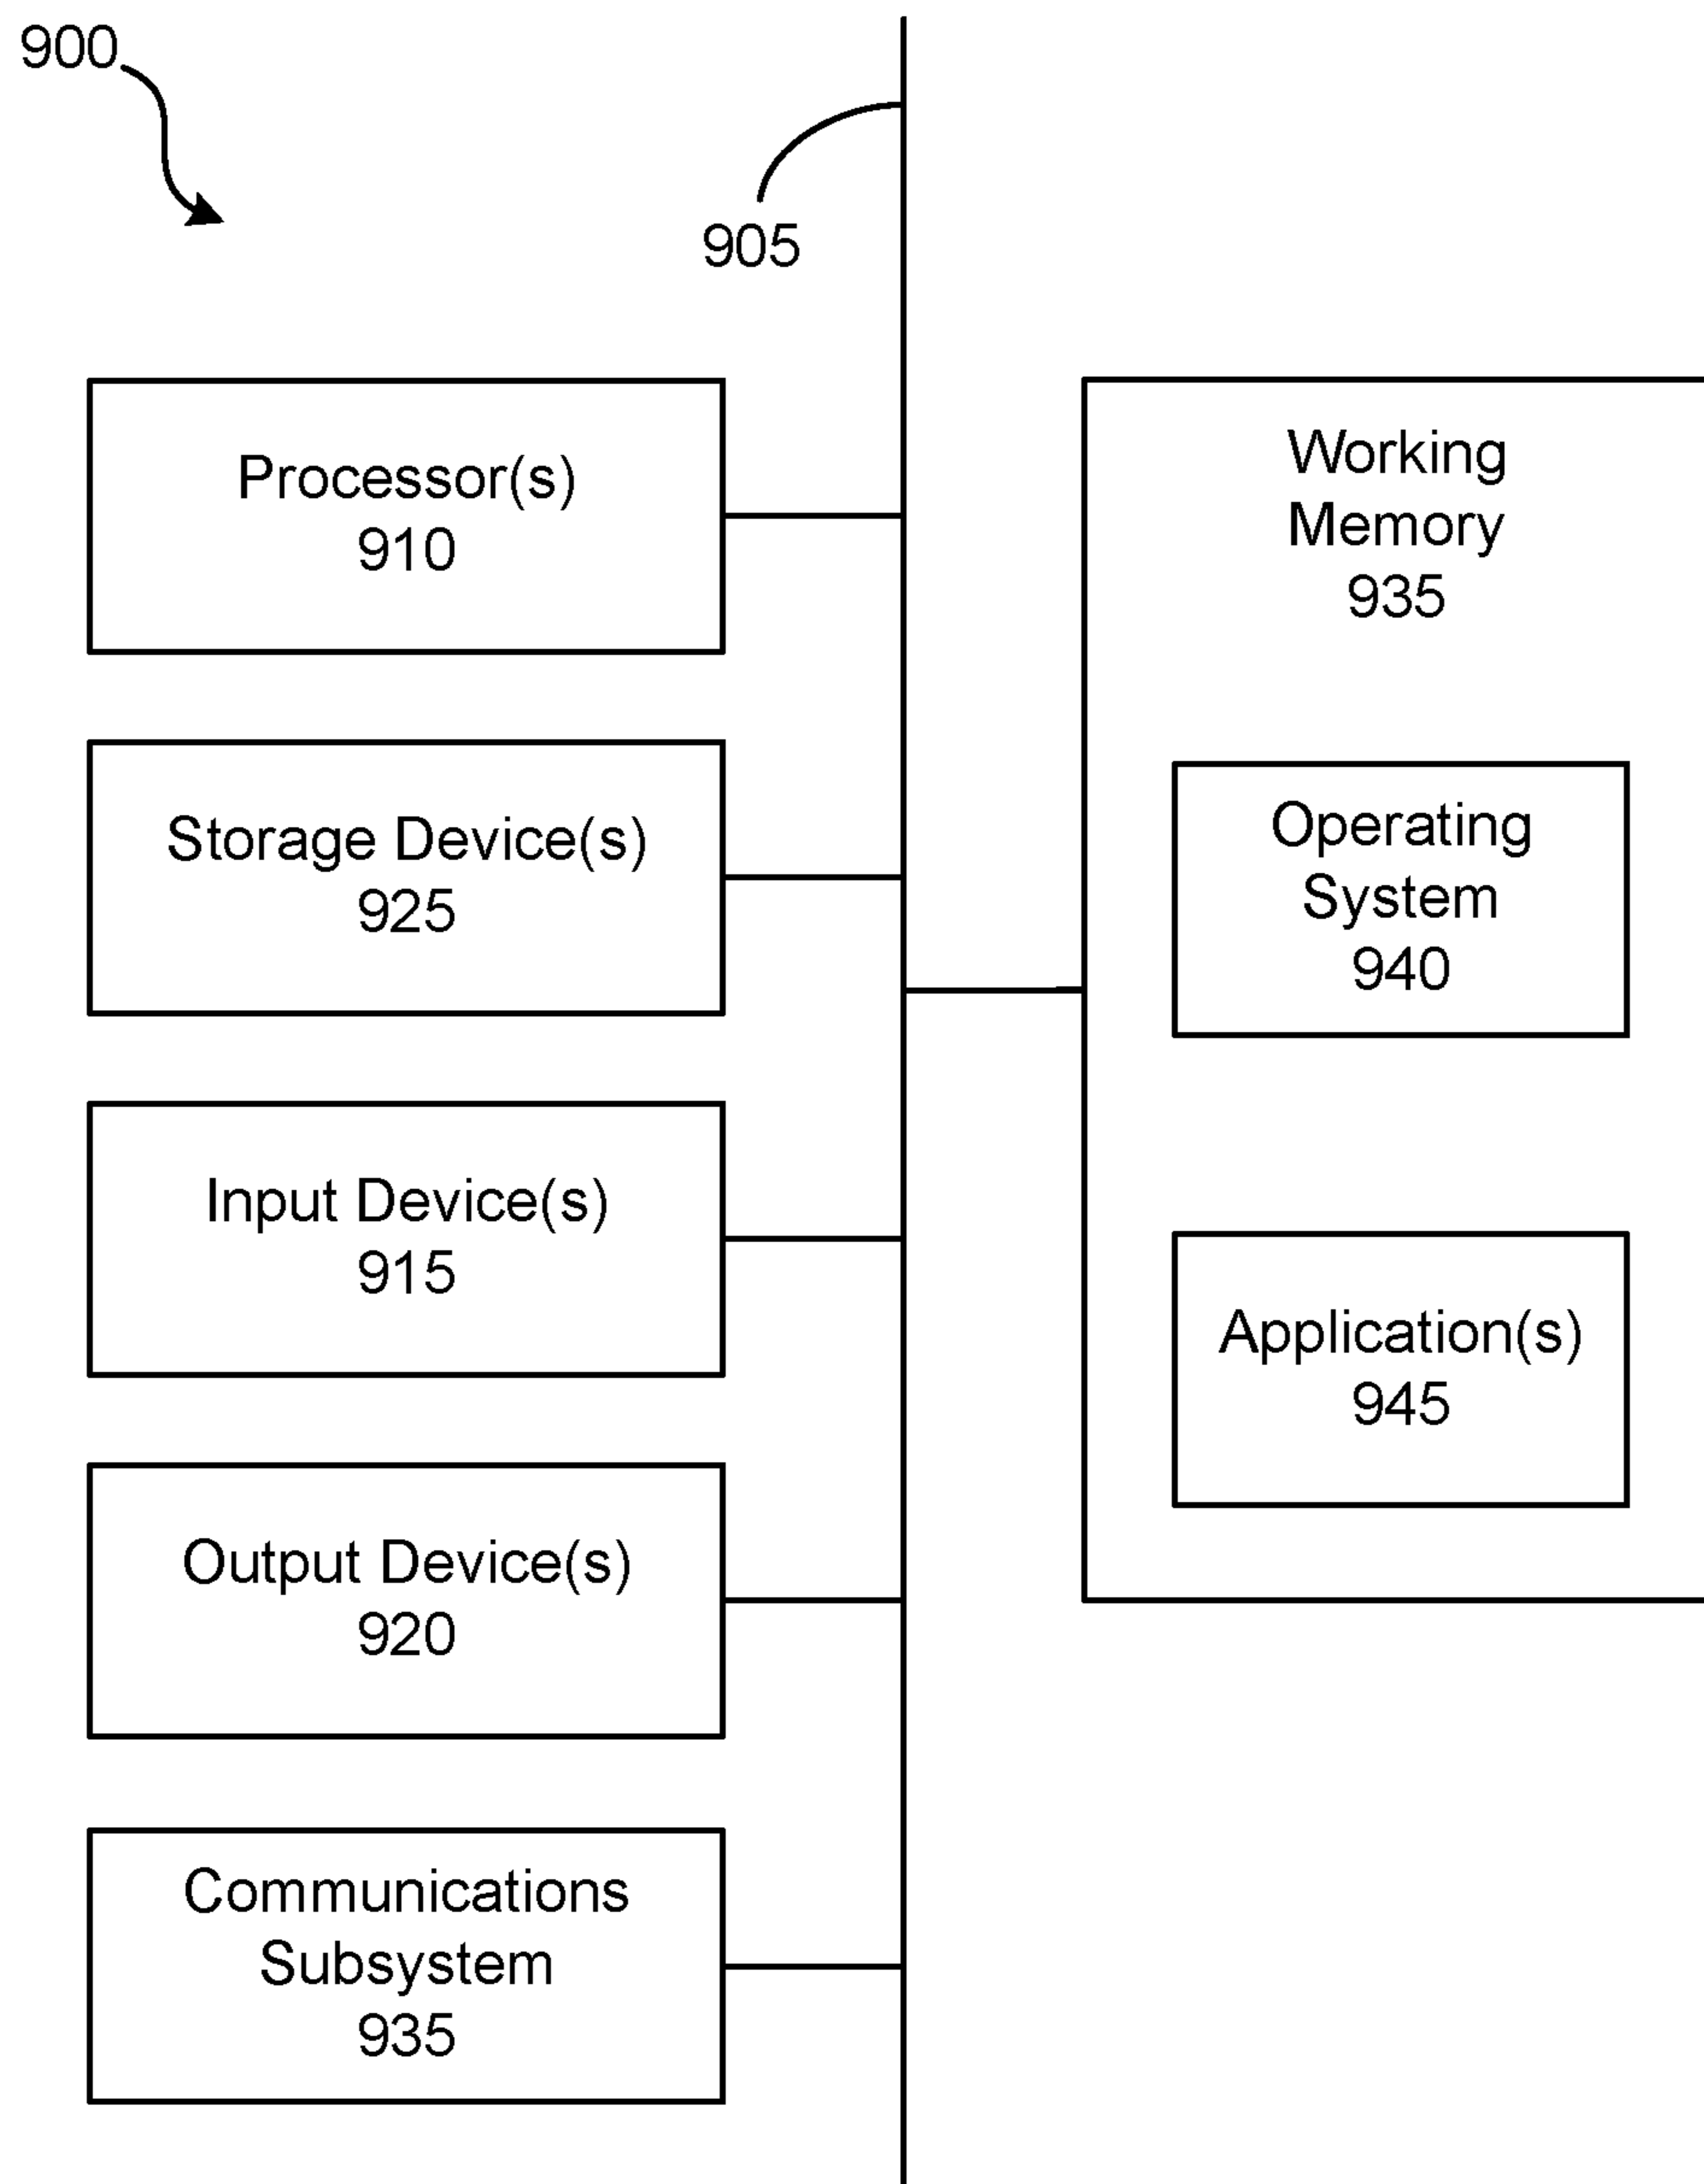 900
905
Processor(s)
910
Storage Device(s)
925
Input Device(s)
915
Output Device(s)
920
Communications
Subsystem
935
Working
Memory
935
Operating
System
940
Application(s)
945